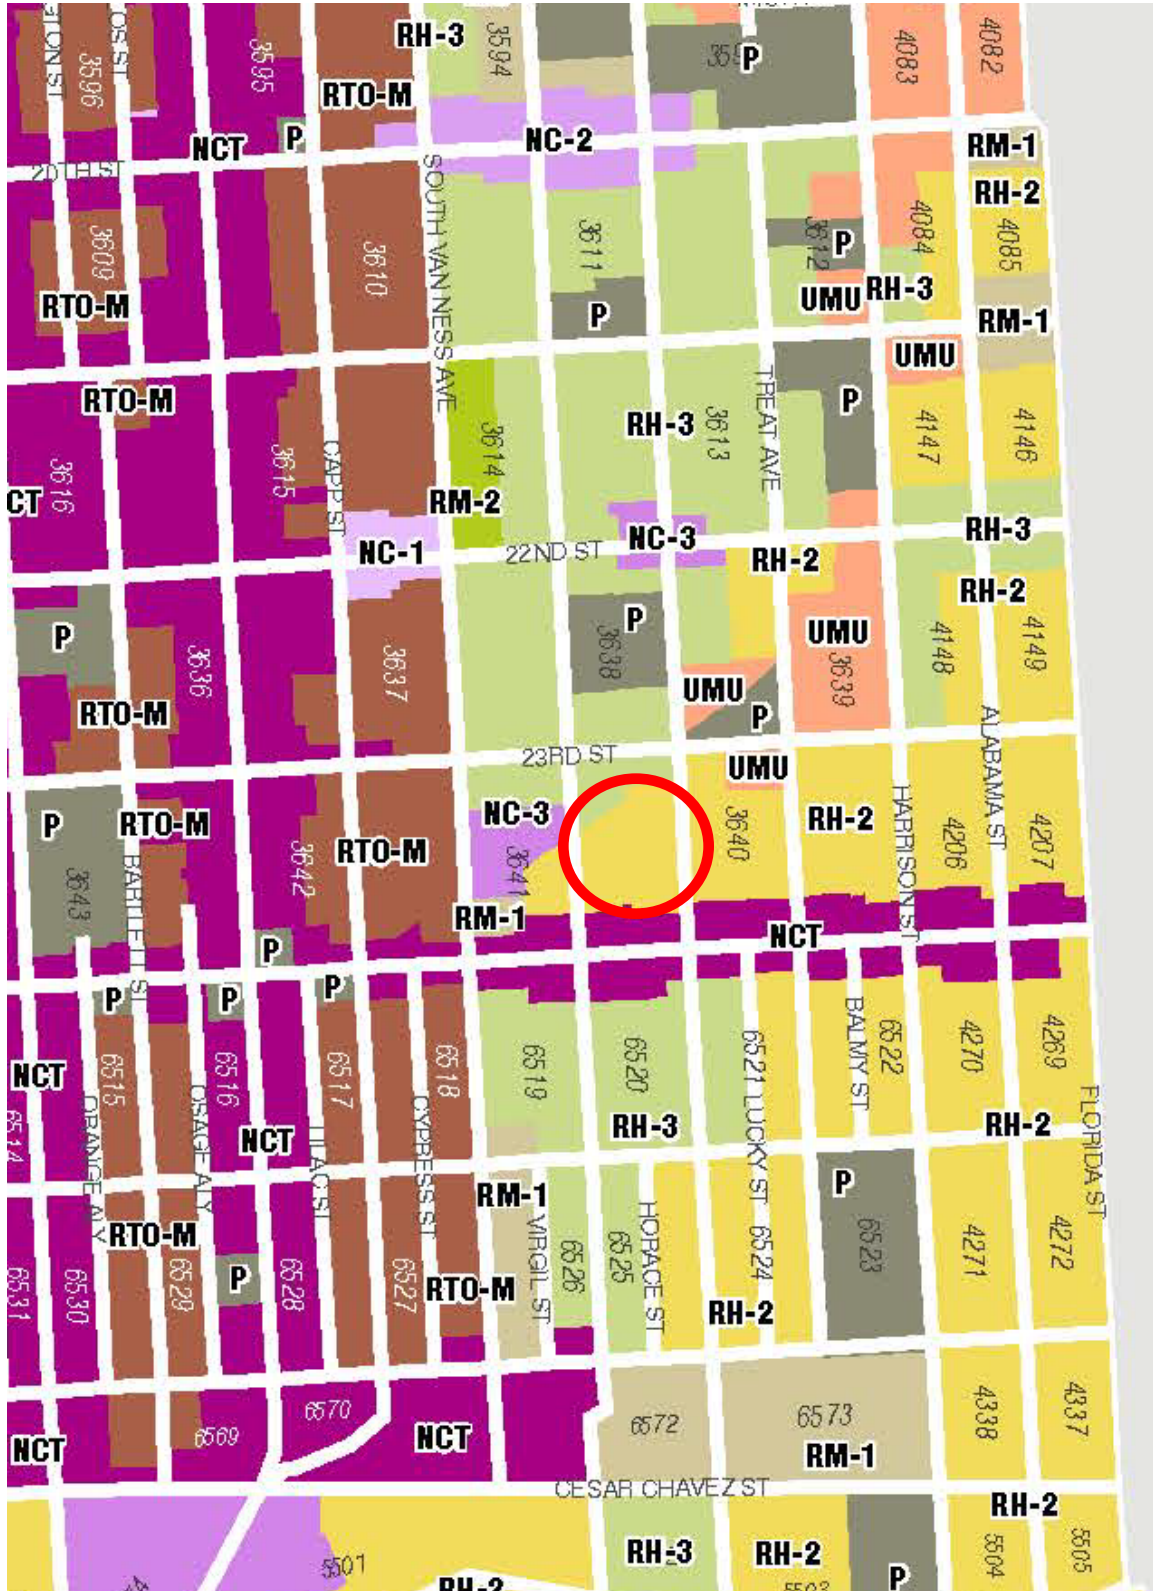 RH-3
3594
P
4083
4082
3596
3595
RTO-M
NCT
P
NC-2
RM-1
20TH ST
RH-2
SOUTH VAN NESS AVE
3609
3610
3611
3612
P
4084
4085
RTO-M
P
UMU
RH-3
RM-1
UMU
RTO-M
TREAT AVE
P
3616
3615
CAPP ST
3614
RH-3
3613
4147
4146
RM-2
NC-1
22ND ST
NC-3
RH-2
RH-3
RH-2
P
3636
3637
P
3638
UMU
3639
4148
4149
RTO-M
UMU
P
ALABAMA ST
23RD ST
UMU
P
RTO-M
RTO-M
NC-3
3640
RH-2
HARRISON ST
4207
3643
BARTLETT ST
3642
3641
RM-1
NCT
P
P
P
P
NCT
6515
6516
6517
6518
6519
6520
6521
LUCKY ST
BALMY ST
6522
4270
4269
6514
ORANGE ALY
OSAGE ALY
NCT
LILAC ST
CYPRESS ST
RH-3
RH-2
FLORIDA ST
RTO-M
RM-1
VIRGIL ST
HORACE ST
P
6531
6530
6529
P
6528
6527
RTO-M
6526
6525
6524
RH-2
6523
4271
4272
NCT
6569
6570
NCT
6572
6573
RM-1
4338
4337
CESAR CHAVEZ ST
RH-2
5501
RH-2
RH-3
RH-2
P
5504
5505